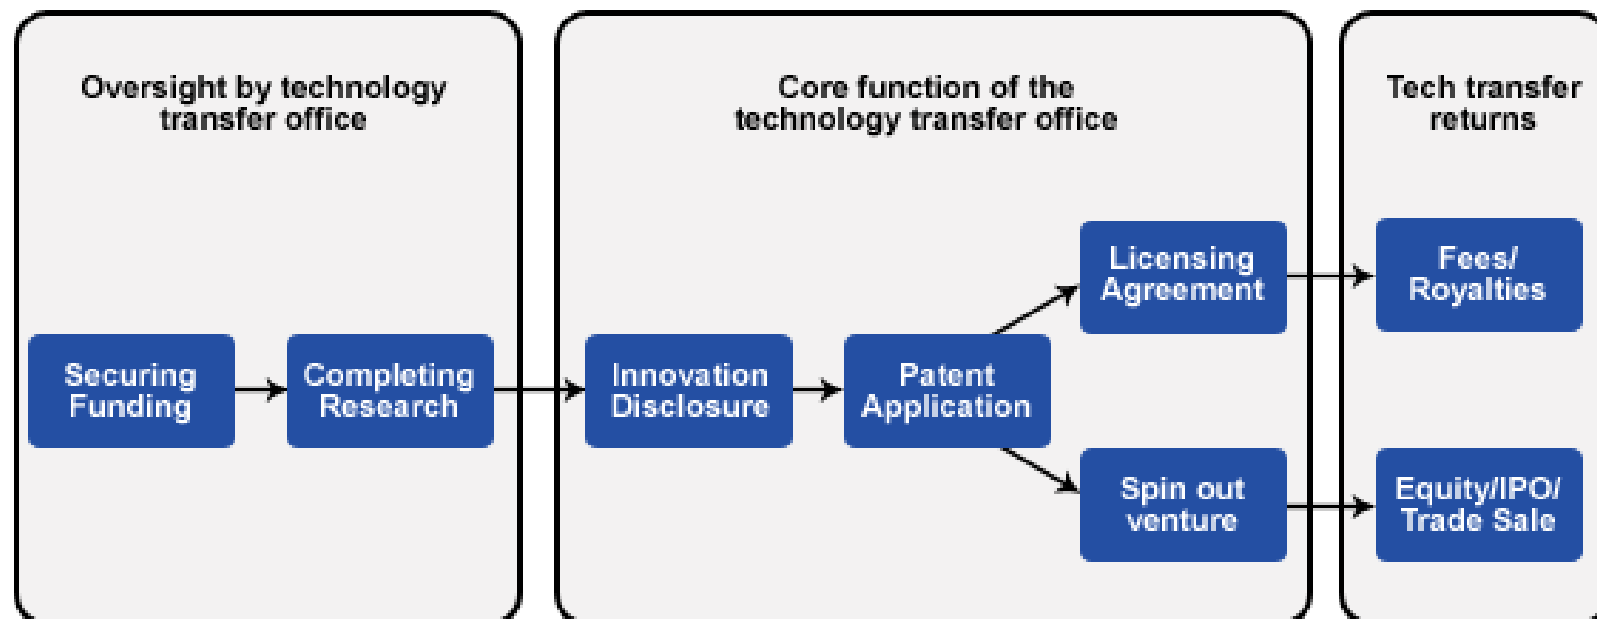 Oversight by technology
transfer office
Core function of the
technology transfer office
Tech transfer
returns
Securing
Funding
Completing
Research
Innovation
Disclosure
Patent
Application
Licensing
Agreement
Fees/
Royalties
Spin out
venture
Equity/IPO/
Trade Sale